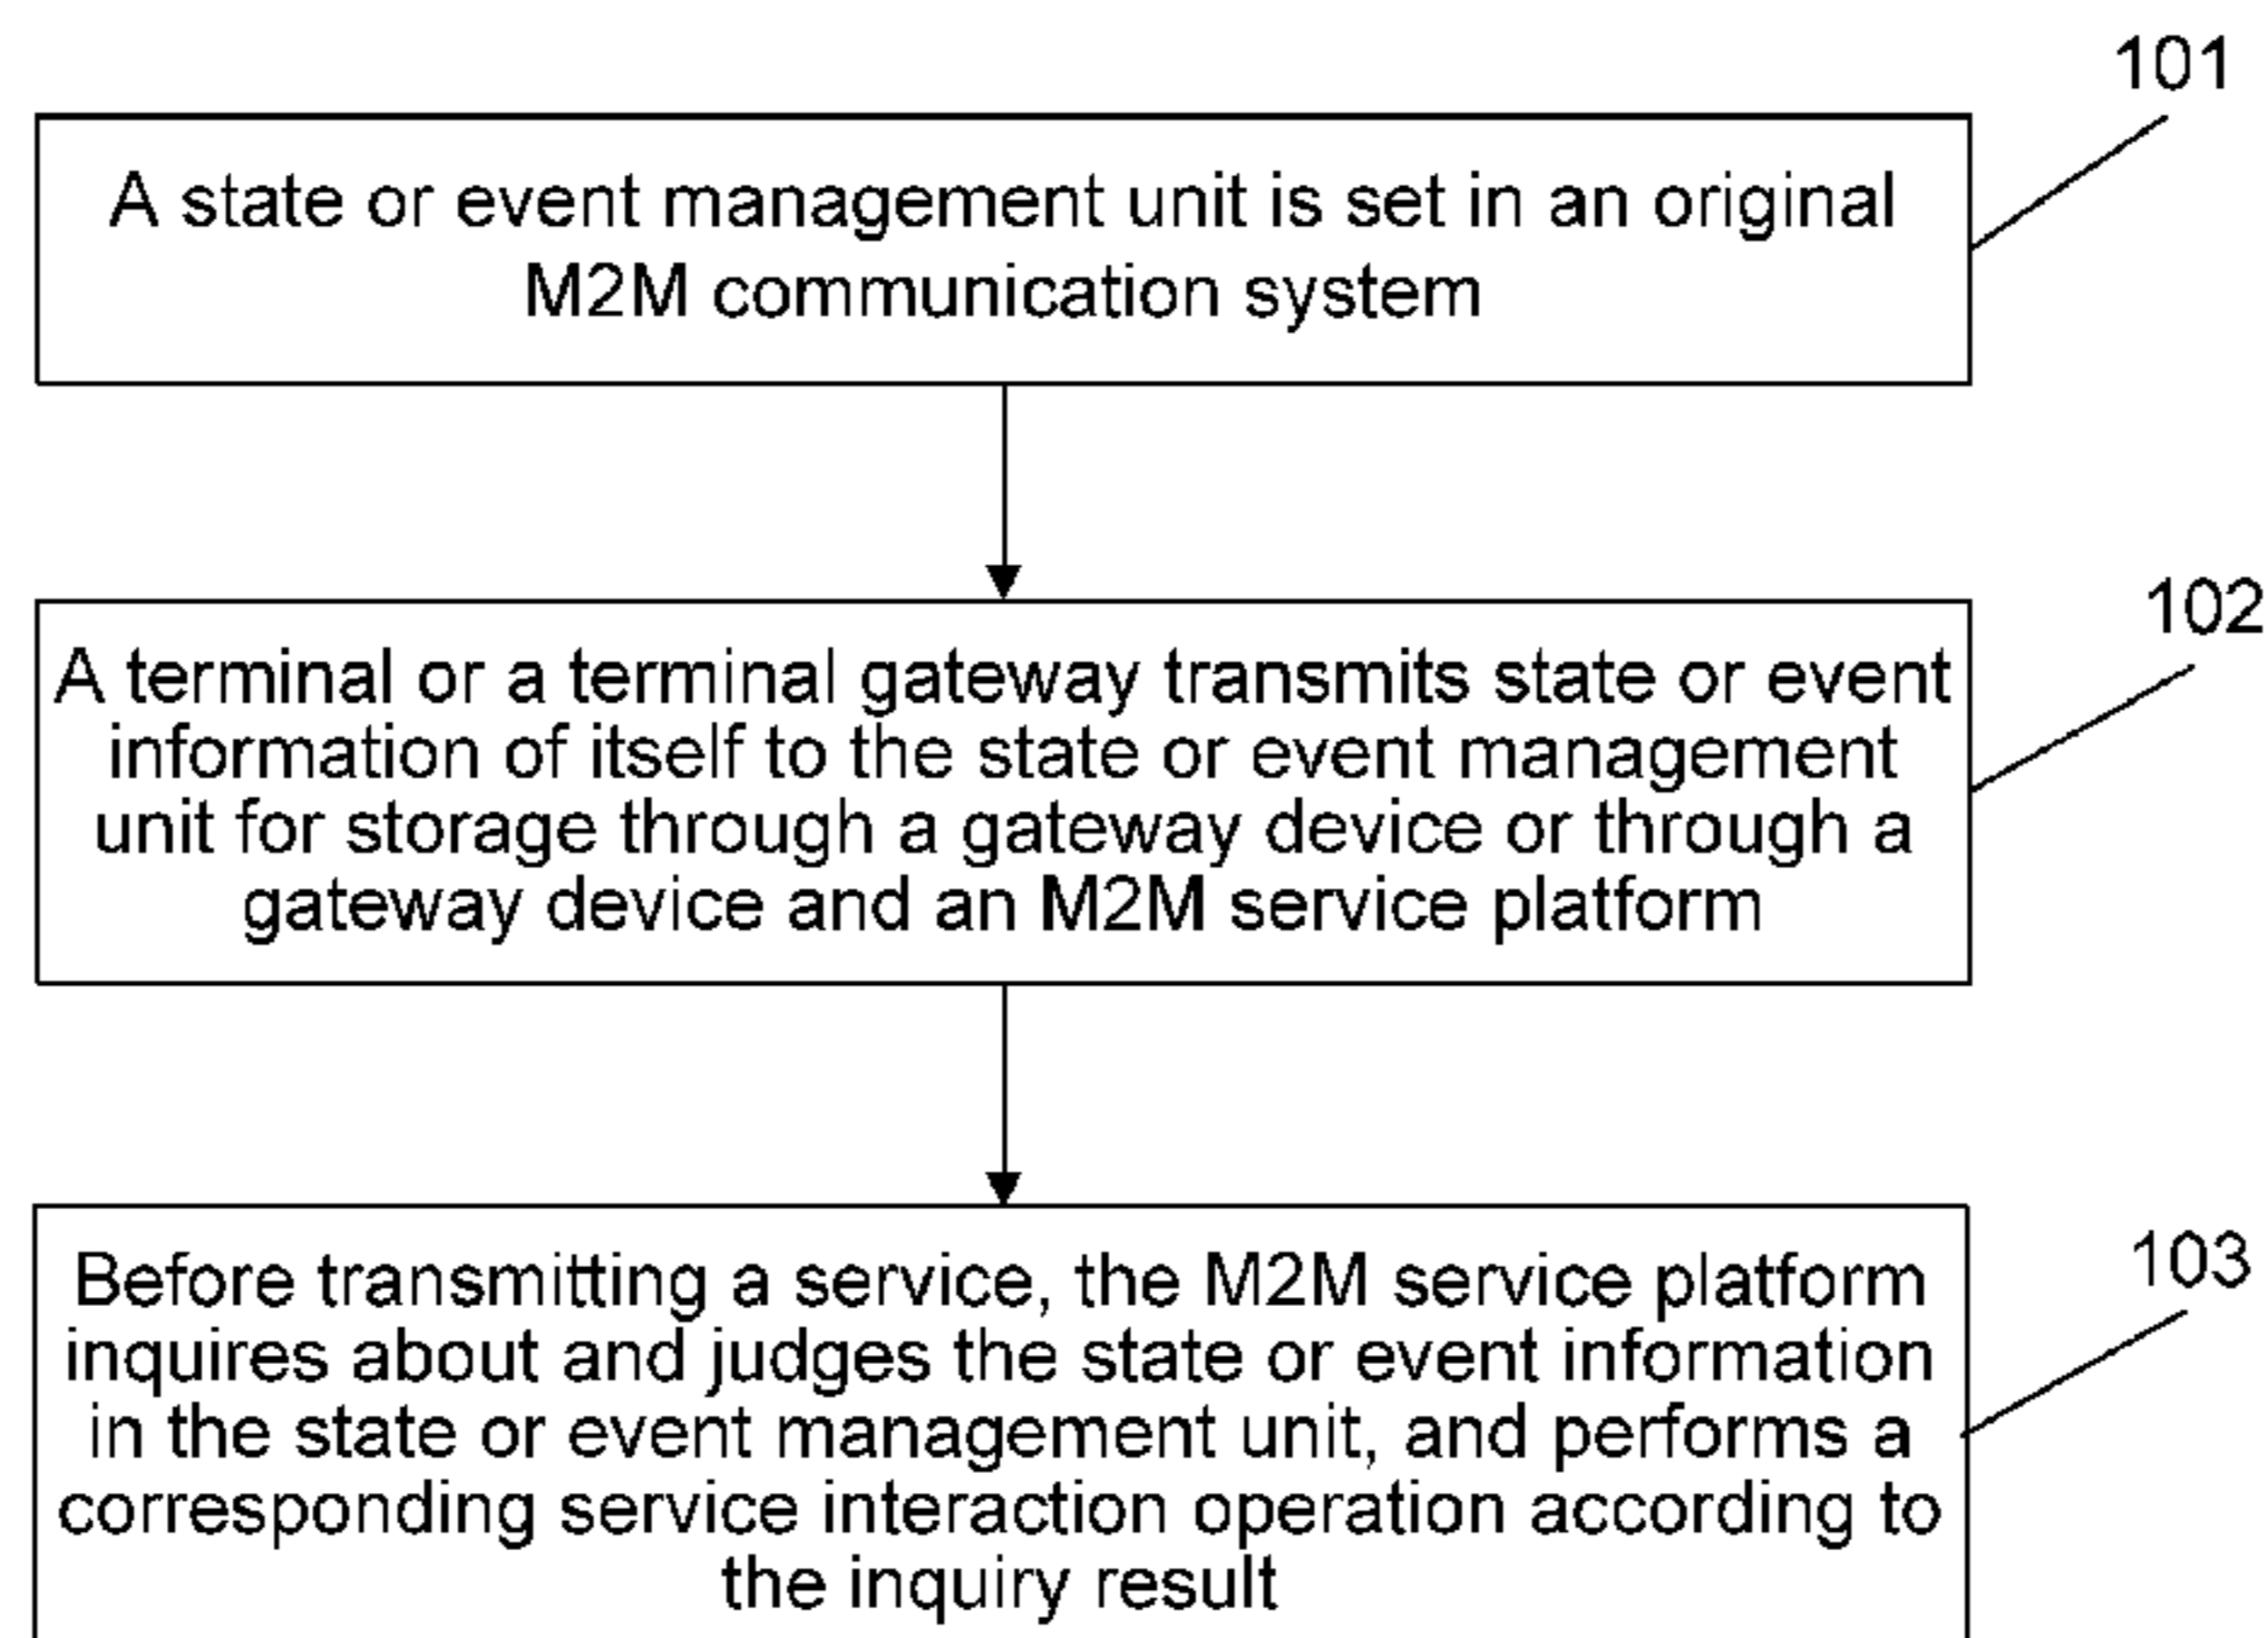 101
A state or event management unit is set in an original
M2M communication system
102
A terminal or a terminal gateway transmits state or event
information of itself to the state or event management
unit for storage through a gateway device or through a
gateway device and an M2M service platform
103
Before transmitting a service, the M2M service platform
inquires about and judges the state or event information
in the state or event management unit, and performs a
corresponding service interaction operation according to
the inquiry result